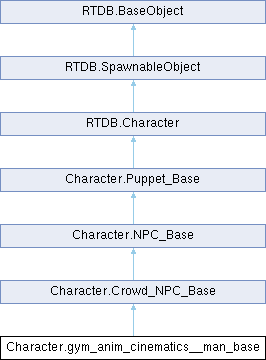 RTDB.BaseObject
RTDB.SpawnableObject
RTDB.Character
Character.Puppet_Base
Character.NPC_Base
Character.Crowd_NPC_Base
Character.gym_anim_cinematics__man_base